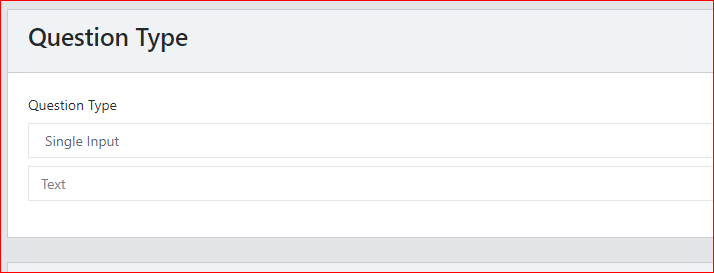 Question Type
Question Type
Single Input
Text